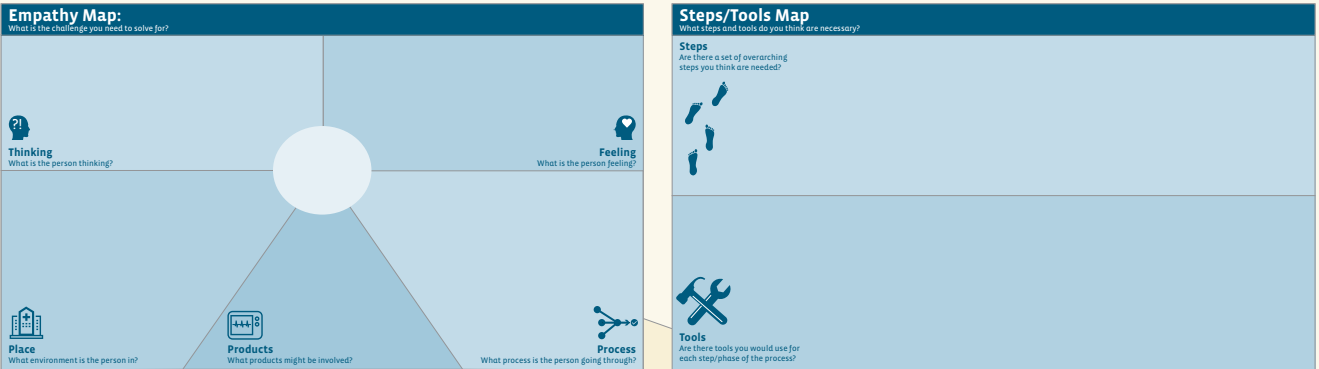 Empathy Map:
What is the challenge you need to solve for?
?!
Thinking
What is the person thinking?
Feeling
What is the person feeling?
Place
What environment is the person in?
Products
What products might be involved?
Process
What process is the person going through?
Steps/Tools Map
What steps and tools do you think are necessary?
Steps
Are there a set of overarching
steps you think are needed?
Tools
Are there tools you would use for
each step/phase of the process?